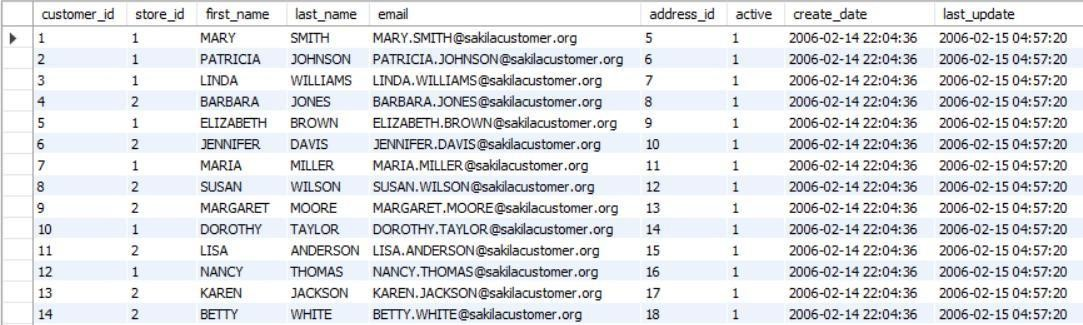 customer_id store_id first_name last_name email address_id active create_date last_update
1 1 MARY SMITH MARY.SMITH@sakilacustomer.org 5 1 2006-02-14 22:04:36 2006-02-15 04:57:20
2 1 PATRICIA JOHNSON PATRICIA.JOHNSON@sakilacustomer.org 6 1 2006-02-14 22:04:36 2006-02-15 04:57:20
3 1 LINDA WILLIAMS LINDA.WILLIAMS@sakilacustomer.org 7 1 2006-02-14 22:04:36 2006-02-15 04:57:20
4 2 BARBARA JONES BARBARA.JONES@sakilacustomer.org 8 1 2006-02-14 22:04:36 2006-02-15 04:57:20
5 1 ELIZABETH BROWN ELIZABETH.BROWN@sakilacustomer.org 9 1 2006-02-14 22:04:36 2006-02-15 04:57:20
6 2 JENNIFER DAVIS JENNIFER.DAVIS@sakilacustomer.org 10 1 2006-02-14 22:04:36 2006-02-15 04:57:20
7 1 MARIA MILLER MARIA.MILLER@sakilacustomer.org 11 1 2006-02-14 22:04:36 2006-02-15 04:57:20
8 2 SUSAN WILSON SUSAN.WILSON@sakilacustomer.org 12 1 2006-02-14 22:04:36 2006-02-15 04:57:20
9 2 MARGARET MOORE MARGARET.MOORE@sakilacustomer.org 13 1 2006-02-14 22:04:36 2006-02-15 04:57:20
10 1 DOROTHY TAYLOR DOROTHY.TAYLOR@sakilacustomer.org 14 1 2006-02-14 22:04:36 2006-02-15 04:57:20
11 2 LISA ANDERSON LISA.ANDERSON@sakilacustomer.org 15 1 2006-02-14 22:04:36 2006-02-15 04:57:20
12 1 NANCY THOMAS NANCY.THOMAS@sakilacustomer.org 16 1 2006-02-14 22:04:36 2006-02-15 04:57:20
13 2 KAREN JACKSON KAREN.JACKSON@sakilacustomer.org 17 1 2006-02-14 22:04:36 2006-02-15 04:57:20
14 2 BETTY WHITE BETTY.WHITE@sakilacustomer.org 18 1 2006-02-14 22:04:36 2006-02-15 04:57:20